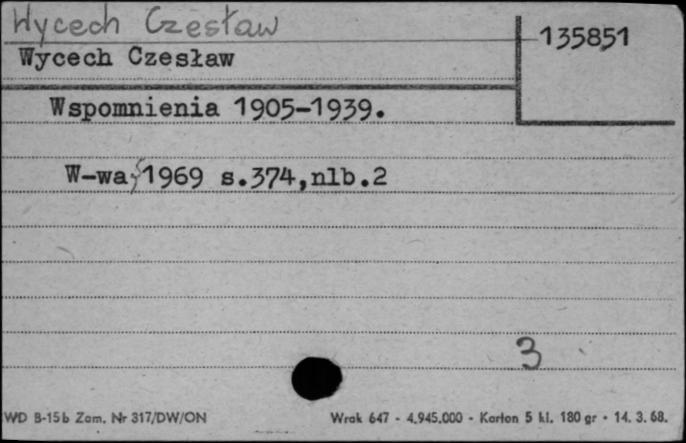 Wycech Czesław
135851
Wycech Czesław
Wspomnienia 1905-1939.
W-wa, 1969 s.374,nlb.2
3
WD B-15b Zam. Nr 317/DW/ON Wrak 647 - 4.945.000 - Karton 5 kl. 180 gr - 14. 3. 68.